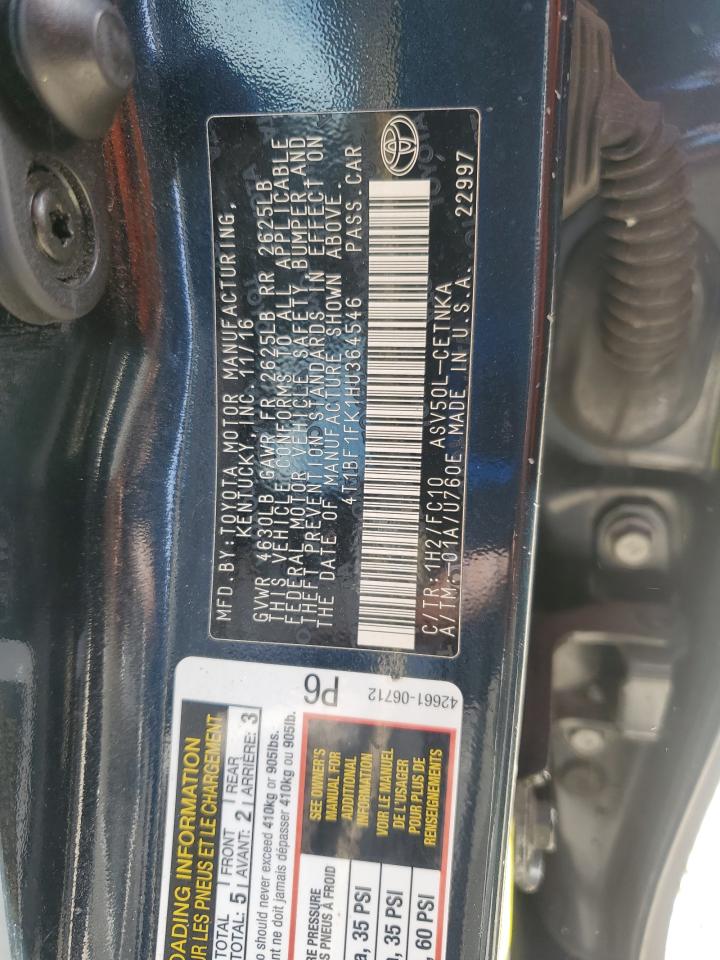 MFD.BY:TOYOTA MOTOR MANUFACTURING,
KENTUCKY, INC. 11/16
GVWR 4630LB GAWR FR 2625LB RR 2625LB
THIS VEHICLE CONFORMS TO ALL APPLICABLE
FEDERAL MOTOR VEHICLE SAFETY, BUMPER, AND
THEFT PREVENTION STANDARDS IN EFFECT ON
THE DATE OF MANUFACTURE SHOWN ABOVE.
4T1BF1FK1HU364546 PASS. CAR
C/TR: 1H2/FC10 ASV50L-CETNKA
A/TM: -01A/U760E MADE IN U.S.A. 22997
OADING INFORMATION
UR LES PNEUS ET LE CHARGEMENT
TOTAL FRONT REAR
TOTAL: 5 AVANT: 2 ARRIÈRE: 3
o should never exceed 410kg or 905lbs.
nt ne doit jamais dépasser 410kg ou 905lb.
RE PRESSURE
PNEUS À FROID
a, 35 PSI
a, 35 PSI
, 60 PSI
SEE OWNER'S
MANUAL FOR
ADDITIONAL
INFORMATION
VOIR LE MANUEL
DE L'USAGER
POUR PLUS DE
RENSEIGNEMENTS
P6
42661-06712